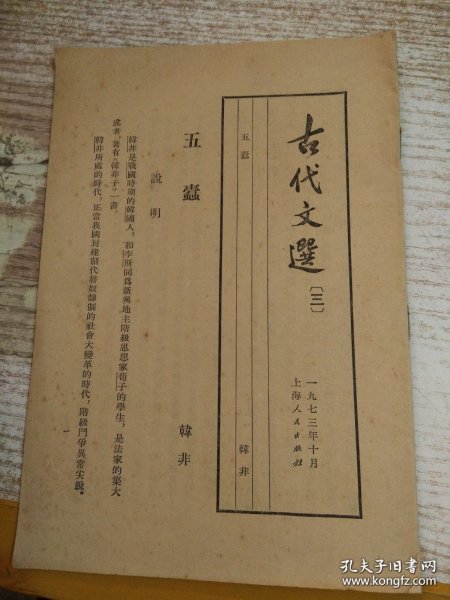 古代文選〔三〕
一九七三年十月
上海人民出版社
五蠹
韓非
五蠹
韓非
說明
韓非是戰國時期的韓國人，和李斯同爲新興地主階級思想家荀子的學生，是法家的集大
成者，著有《韓非子》一書。
韓非所處的時代，正當我國封建制代替奴隸制的社會大變革的時代，階級鬥爭異常尖銳。
孔夫子旧书网
www.kongfz.com